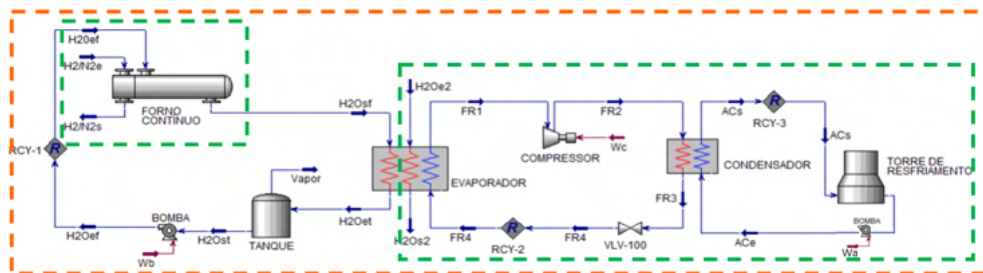 H20ef
H2/N2e
H2/N2s
FORNO
CONTÍNUO
H2Osf
RCY-1
H2Oe2
FR1
FR2
COMPRESSOR
Wc
ACs
RCY-3
ACs
CONDENSADOR
TORRE DE
RESFRIAMENTO
EVAPORADOR
Vapor
H2Oet
TANQUE
H2Ost
BOMBA
H2Oef
Wb
H2Os2
FR4
RCY-2
FR4
VLV-100
FR3
ACe
BOMBA
Wa
R
R
R